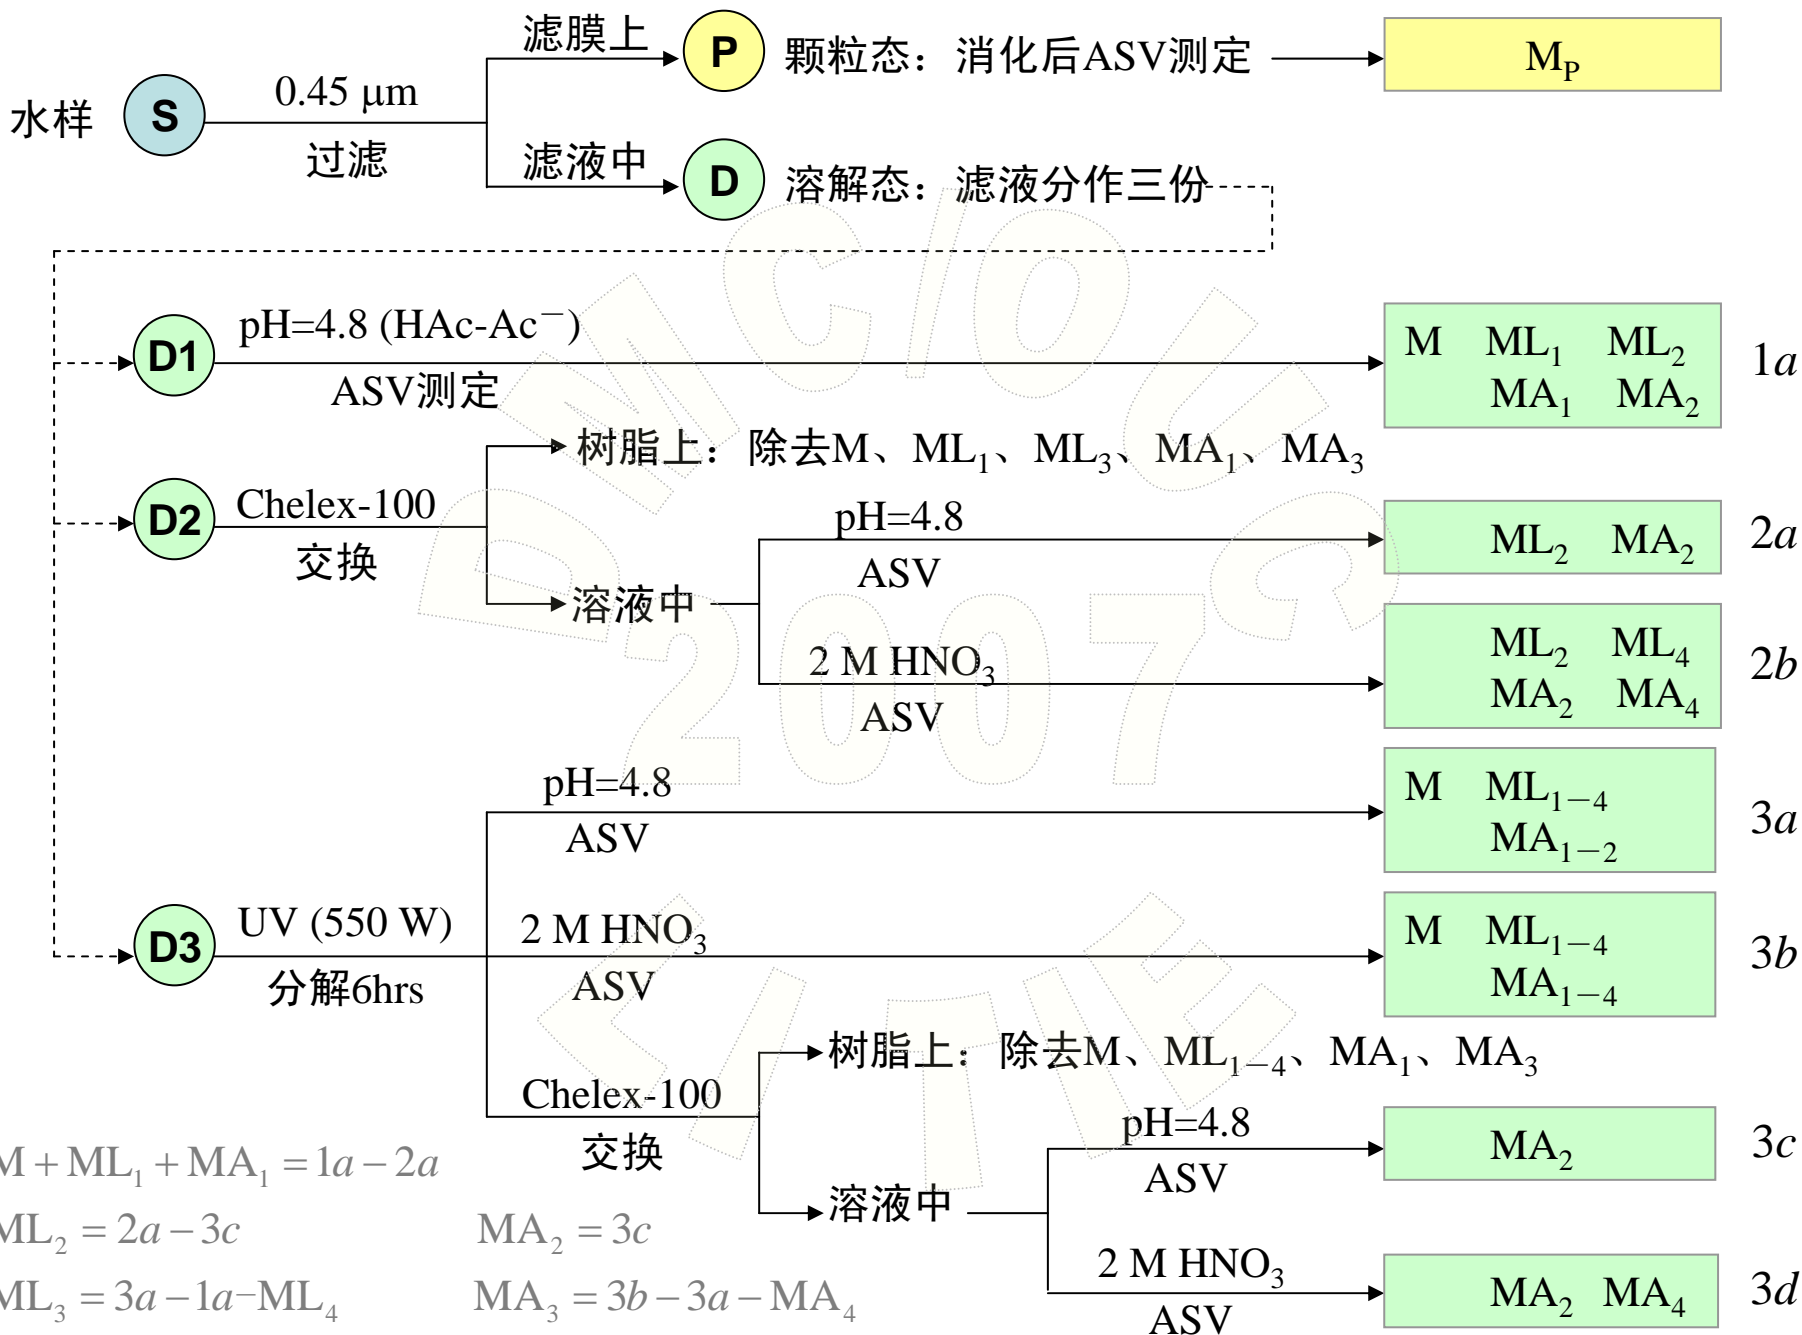 滤膜上
P 颗粒态：消化后ASV测定
M_P
水样 S 0.45 μm
过滤
滤液中
D 溶解态：滤液分作三份
D1 pH=4.8 (HAc-Ac⁻)
ASV测定
M ML₁ ML₂
MA₁ MA₂
1a
树脂上：除去M、ML₁、ML₃、MA₁、MA₃
D2 Chelex-100
交换
溶液中
pH=4.8
ASV
ML₂ MA₂
2a
2 M HNO₃
ASV
ML₂ ML₄
MA₂ MA₄
2b
D3 UV (550 W)
分解6hrs
pH=4.8
ASV
M ML₁₋₄
MA₁₋₂
3a
2 M HNO₃
ASV
M ML₁₋₄
MA₁₋₄
3b
Chelex-100
交换
树脂上：除去M、ML₁₋₄、MA₁、MA₃
溶液中
pH=4.8
ASV
MA₂
3c
2 M HNO₃
ASV
MA₂ MA₄
3d
M + ML₁ + MA₁ = 1a − 2a
ML₂ = 2a − 3c
MA₂ = 3c
ML₃ = 3a − 1a−ML₄
MA₃ = 3b − 3a − MA₄
DMC/OUC
2007
LITIE